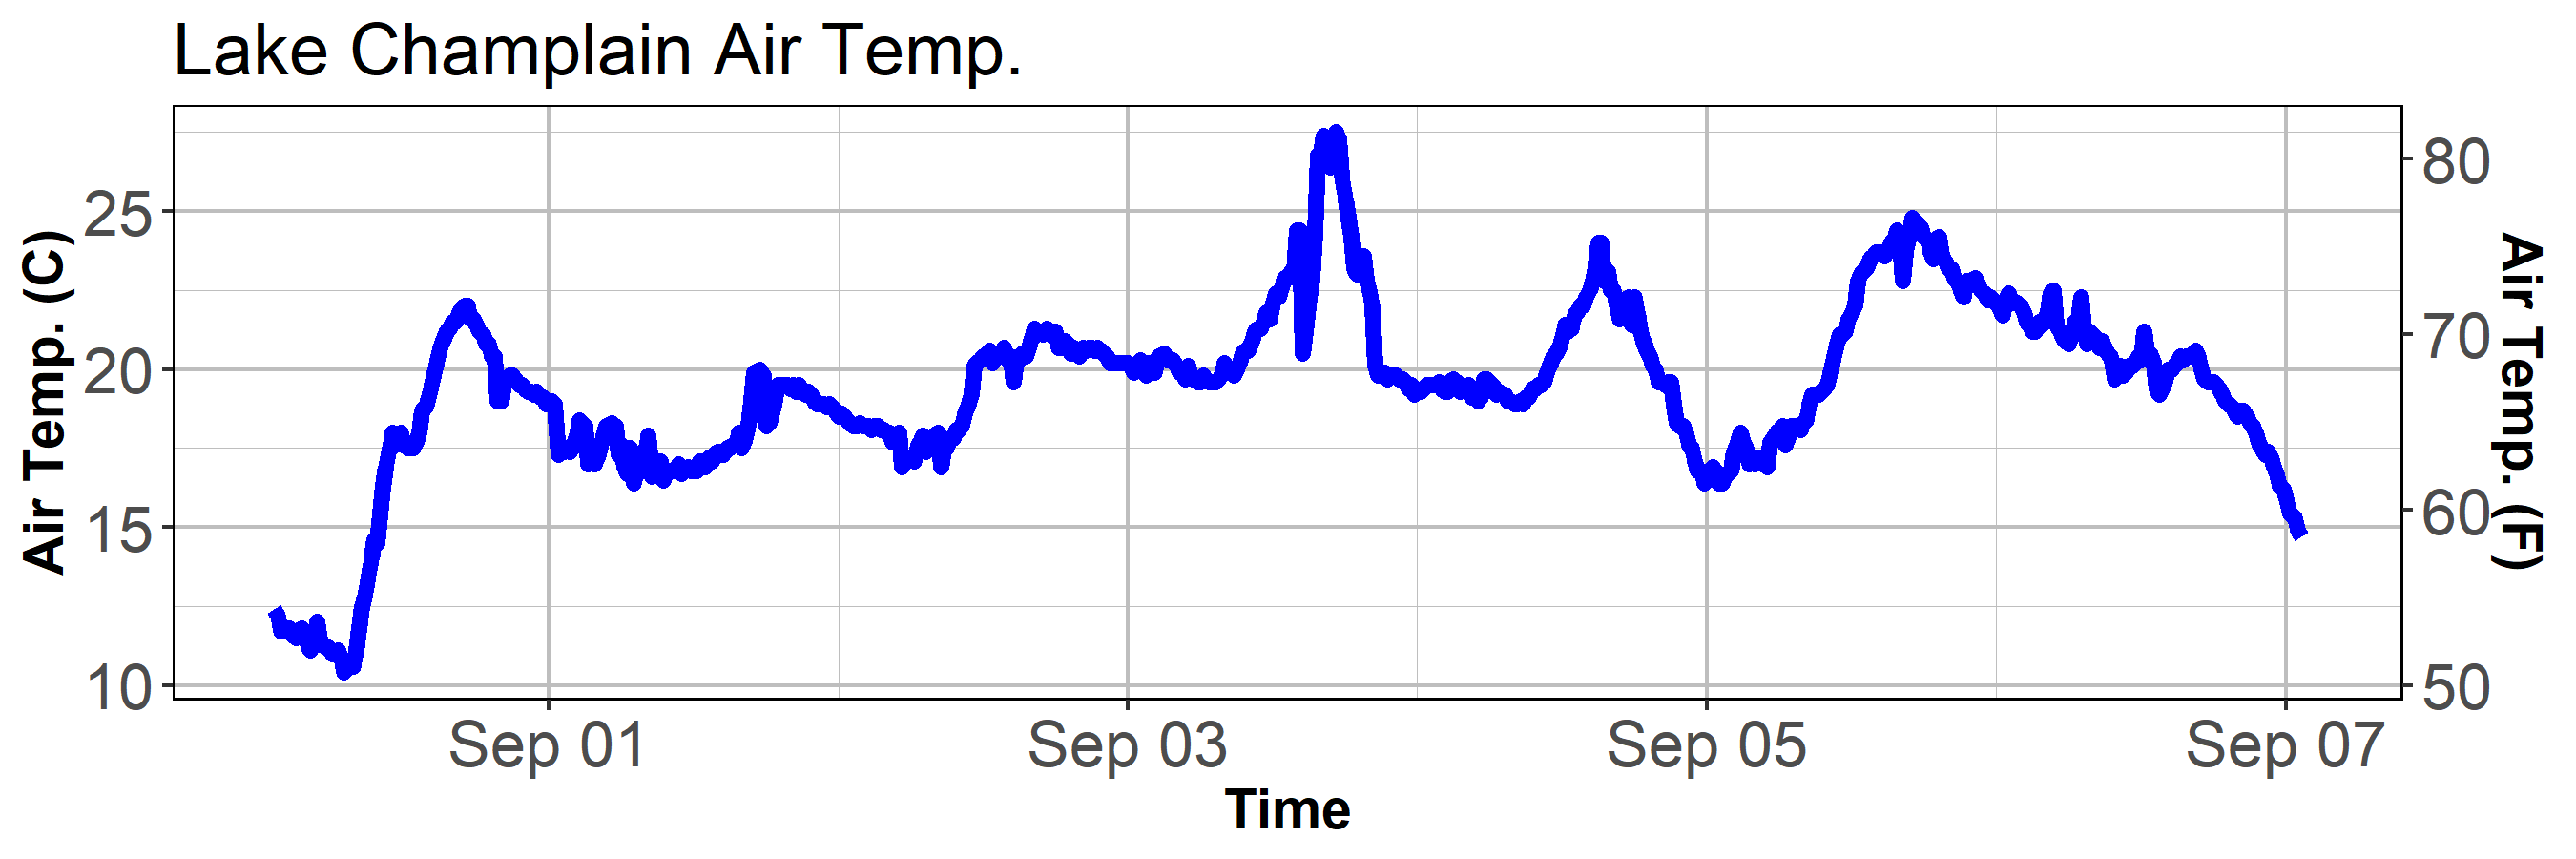 Lake Champlain Air Temp.
Air Temp. (C)
25
20
15
10
80
70
60
50
Air Temp. (F)
Sep 01 Sep 03 Sep 05 Sep 07
Time